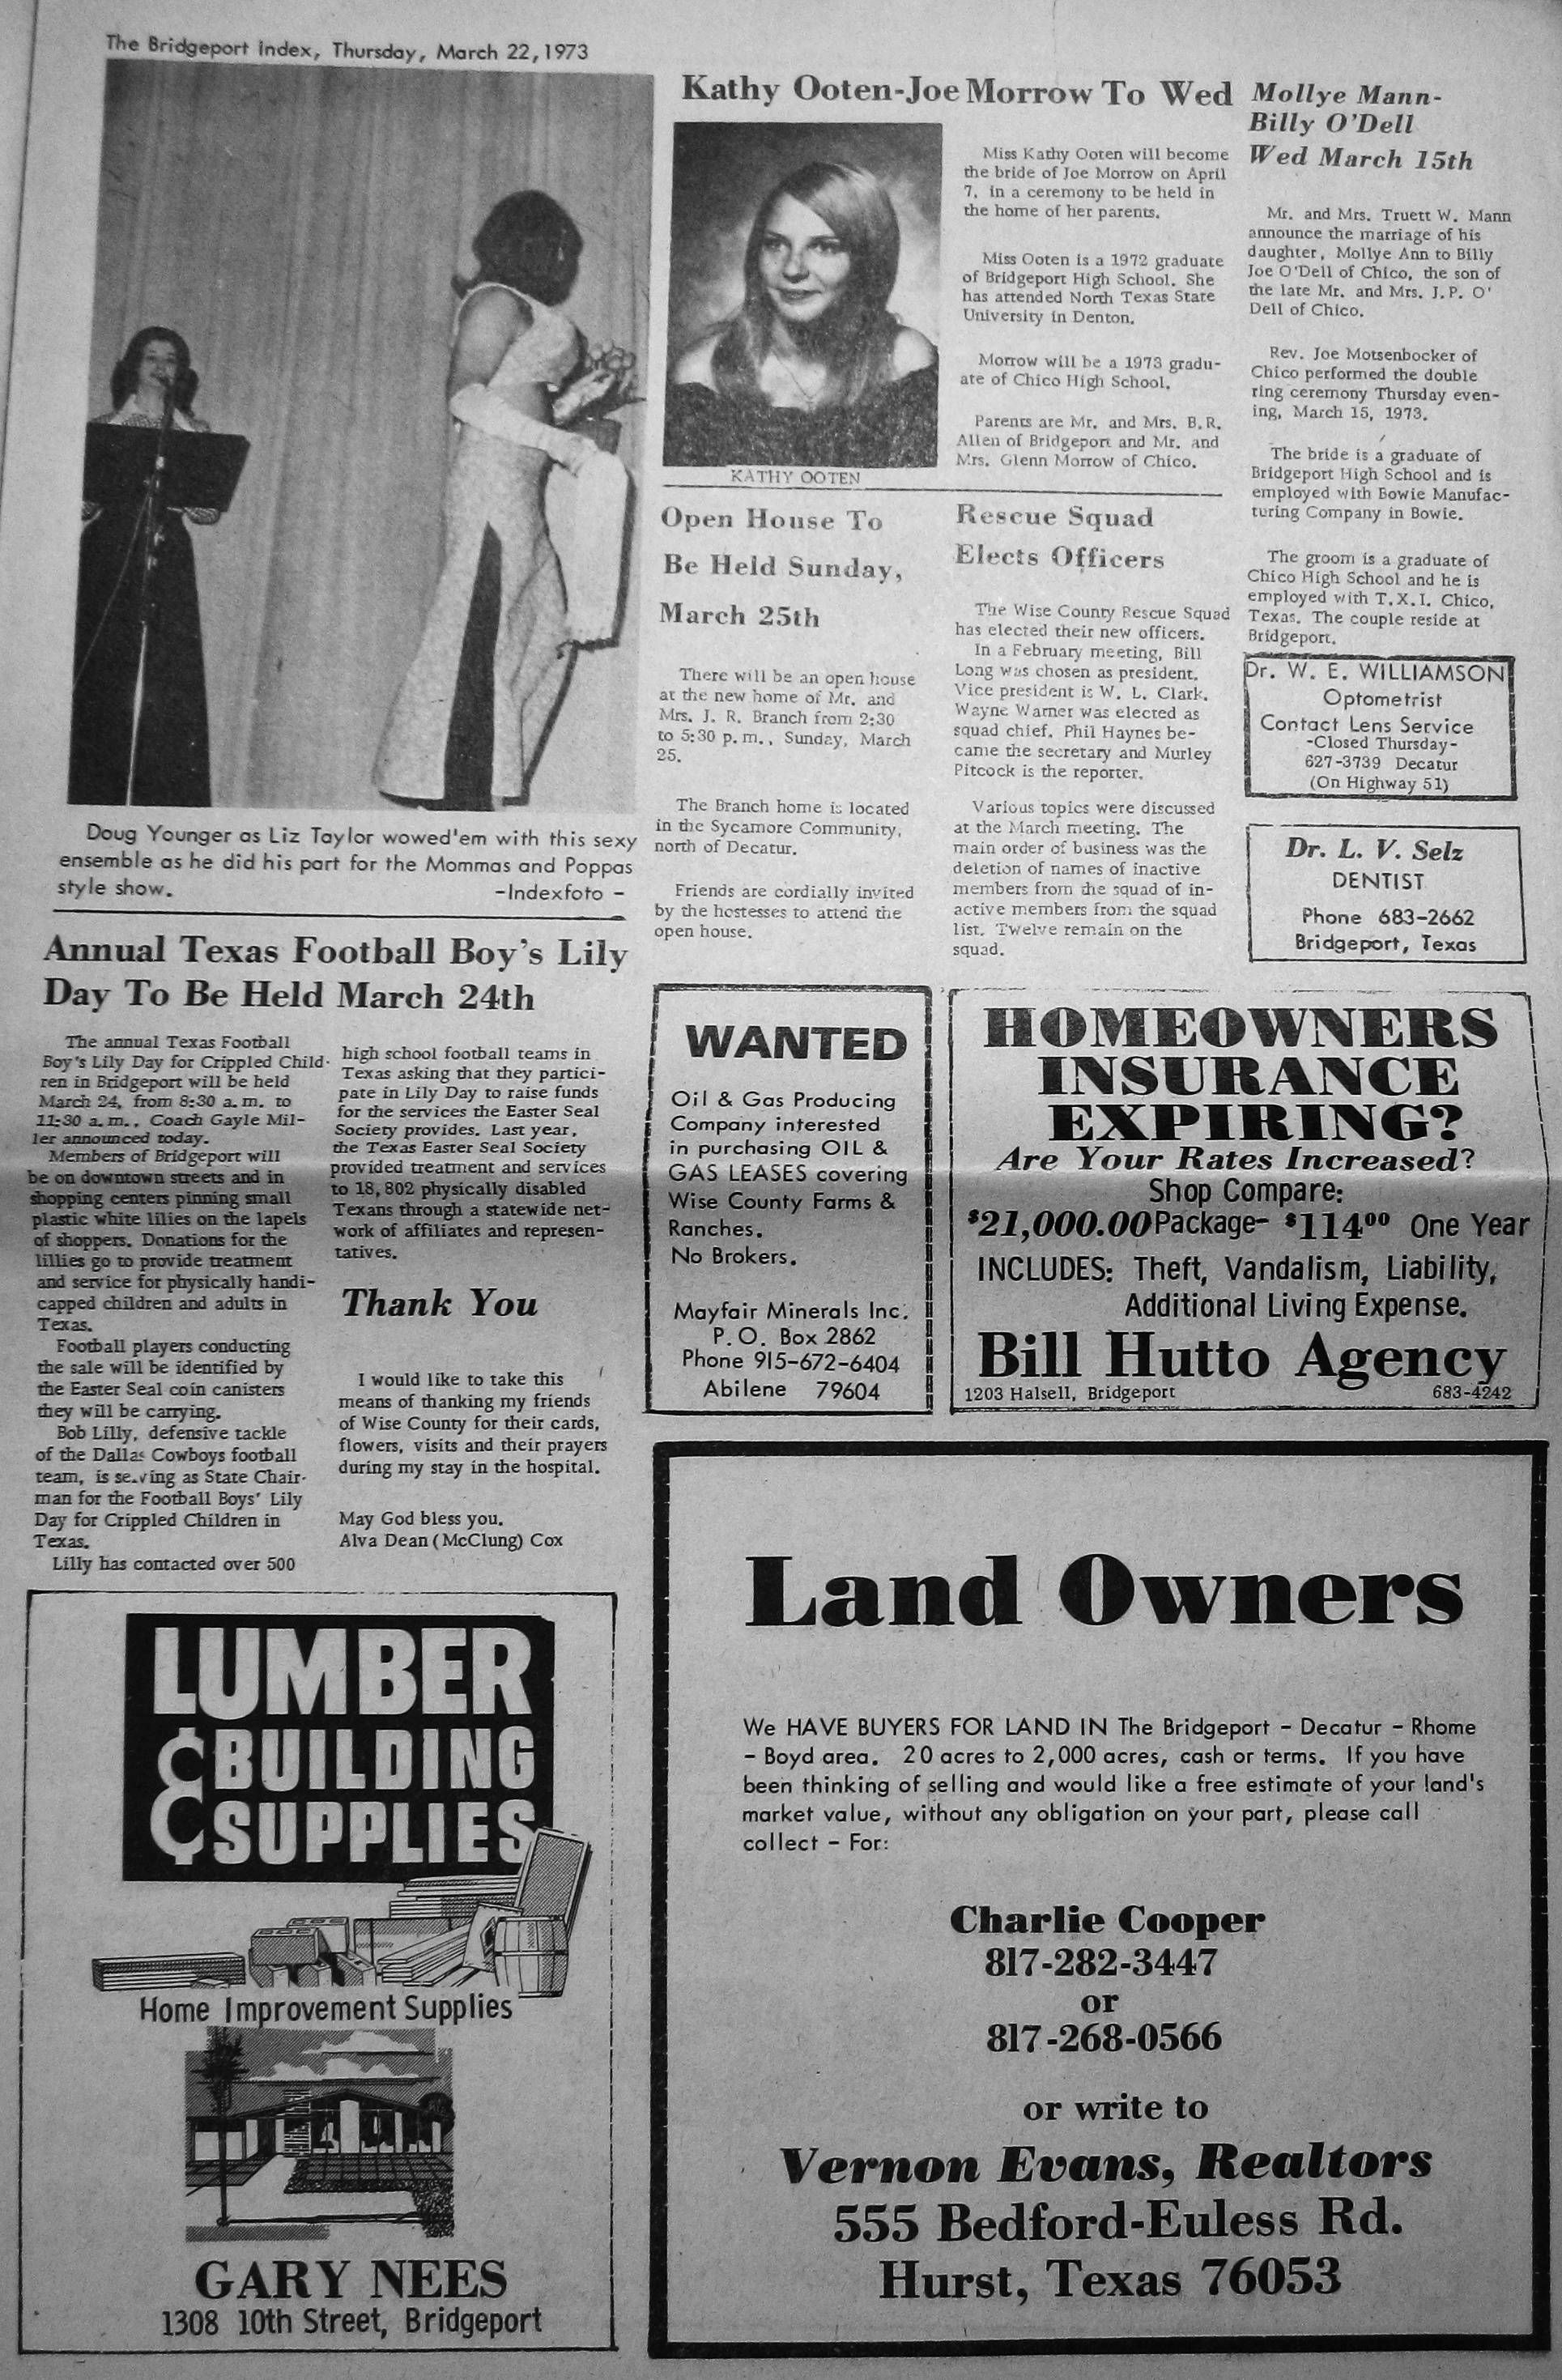 The Bridgeport Index, Thursday, March 22, 1973
Doug Younger as Liz Taylor wowed'em with this sexy
ensemble as he did his part for the Mommas and Poppas
style show. -Indexfoto -
Annual Texas Football Boy's Lily
Day To Be Held March 24th
The annual Texas Football
Boy's Lily Day for Crippled Child-
ren in Bridgeport will be held
March 24, from 8:30 a.m. to
11:30 a.m., Coach Gayle Mil-
ler announced today.
Members of Bridgeport will
be on downtown streets and in
shopping centers pinning small
plastic white lilies on the lapels
of shoppers. Donations for the
lillies go to provide treatment
and service for physically handi-
capped children and adults in
Texas.
Football players conducting
the sale will be identified by
the Easter Seal coin canisters
they will be carrying.
Bob Lilly, defensive tackle
of the Dallas Cowboys football
team, is serving as State Chair-
man for the Football Boys' Lily
Day for Crippled Children in
Texas.
Lilly has contacted over 500
high school football teams in
Texas asking that they partici-
pate in Lily Day to raise funds
for the services the Easter Seal
Society provides. Last year,
the Texas Easter Seal Society
provided treatment and services
to 18,802 physically disabled
Texans through a statewide net-
work of affiliates and represen-
tatives.
Thank You
I would like to take this
means of thanking my friends
of Wise County for their cards,
flowers, visits and their prayers
during my stay in the hospital.
May God bless you.
Alva Dean (McClung) Cox
LUMBER
& BUILDING
& SUPPLIES
Home Improvement Supplies
GARY NEES
1308 10th Street, Bridgeport
Kathy Ooten-Joe Morrow To Wed
KATHY OOTEN
Miss Kathy Ooten will become
the bride of Joe Morrow on April
7, in a ceremony to be held in
the home of her parents.
Miss Ooten is a 1972 graduate
of Bridgeport High School. She
has attended North Texas State
University in Denton.
Morrow will be a 1973 gradu-
ate of Chico High School.
Parents are Mr. and Mrs. B.R.
Allen of Bridgeport and Mr. and
Mrs. Glenn Morrow of Chico.
Open House To
Be Held Sunday,
March 25th
There will be an open house
at the new home of Mr. and
Mrs. J. R. Branch from 2:30
to 5:30 p.m., Sunday, March
25.
The Branch home is located
in the Sycamore Community,
north of Decatur.
Friends are cordially invited
by the hostesses to attend the
open house.
Rescue Squad
Elects Officers
The Wise County Rescue Squad
has elected their new officers.
In a February meeting, Bill
Long was chosen as president.
Vice president is W. L. Clark.
Wayne Warner was elected as
squad chief. Phil Haynes be-
came the secretary and Murley
Pitcock is the reporter.
Various topics were discussed
at the March meeting. The
main order of business was the
deletion of names of inactive
members from the squad of in-
active members from the squad
list. Twelve remain on the
squad.
Mollye Mann-
Billy O'Dell
Wed March 15th
Mr. and Mrs. Truett W. Mann
announce the marriage of his
daughter, Mollye Ann to Billy
Joe O'Dell of Chico, the son of
the late Mr. and Mrs. J.P. O'
Dell of Chico.
Rev. Joe Motsenbocker of
Chico performed the double
ring ceremony Thursday even-
ing, March 15, 1973.
The bride is a graduate of
Bridgeport High School and is
employed with Bowie Manufac-
turing Company in Bowie.
The groom is a graduate of
Chico High School and he is
employed with T.X.I. Chico,
Texas. The couple reside at
Bridgeport.
Dr. W. E. WILLIAMSON
Optometrist
Contact Lens Service
-Closed Thursday-
627-3739 Decatur
(On Highway 51)
Dr. L. V. Selz
DENTIST
Phone 683-2662
Bridgeport, Texas
WANTED
Oil & Gas Producing
Company interested
in purchasing OIL &
GAS LEASES covering
Wise County Farms &
Ranches.
No Brokers.
Mayfair Minerals Inc.
P.O. Box 2862
Phone 915-672-6404
Abilene 79604
HOMEOWNERS
INSURANCE
EXPIRING?
Are Your Rates Increased?
Shop Compare:
$21,000.00 Package- $114.00 One Year
INCLUDES: Theft, Vandalism, Liability,
Additional Living Expense.
Bill Hutto Agency
1203 Halsell, Bridgeport 683-4242
Land Owners
We HAVE BUYERS FOR LAND IN The Bridgeport - Decatur - Rhome
- Boyd area. 20 acres to 2,000 acres, cash or terms. If you have
been thinking of selling and would like a free estimate of your land's
market value, without any obligation on your part, please call
collect - For:
Charlie Cooper
817-282-3447
or
817-268-0566
or write to
Vernon Evans, Realtors
555 Bedford-Euless Rd.
Hurst, Texas 76053